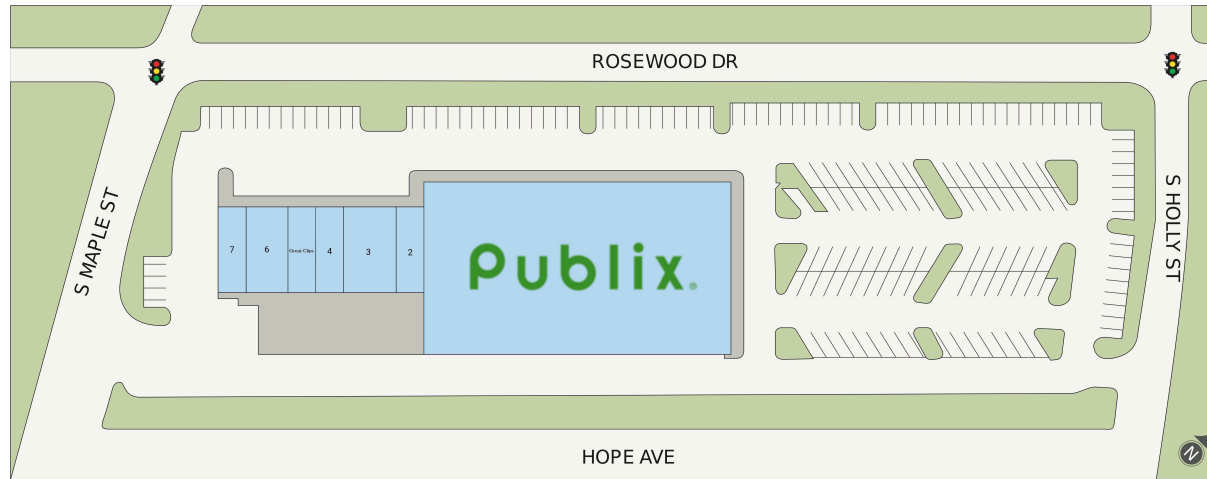 ROSEWOOD DR
S MAPLE ST
S HOLLY ST
7
6
Great Clips
4
3
2
Publix®
HOPE AVE
N